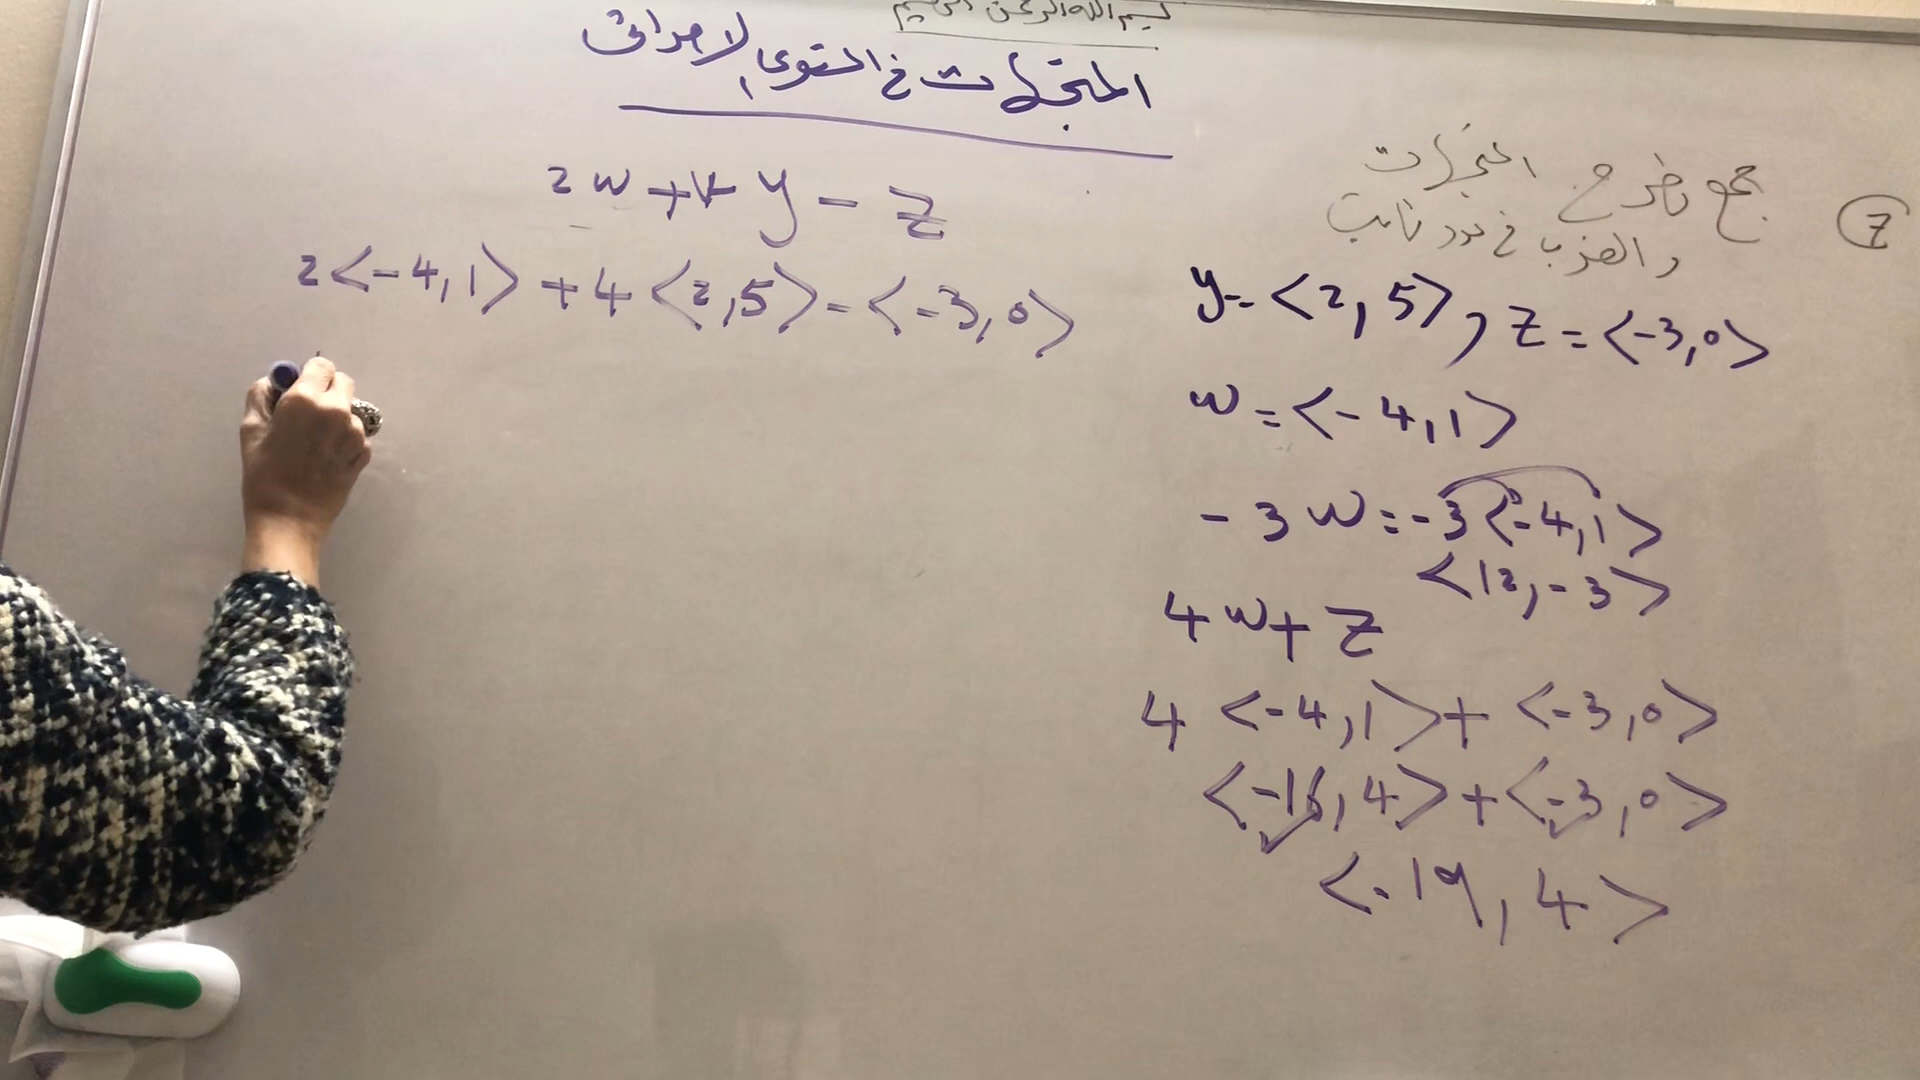 بسم الله الرحمن الرحيم
المتجهات في المستوى الاحداثي
جمع وطرح المتجهات
والضرب في عدد ثابت
7
y = <2, 5> , z = <-3, 0>
w = <-4, 1>
-3w = -3 <-4, 1>
<12, -3>
4w + z
4 <-4, 1> + <-3, 0>
<-16, 4> + <-3, 0>
<-19, 4>
2w + 4y - z
2<-4, 1> + 4 <2, 5> - <-3, 0>